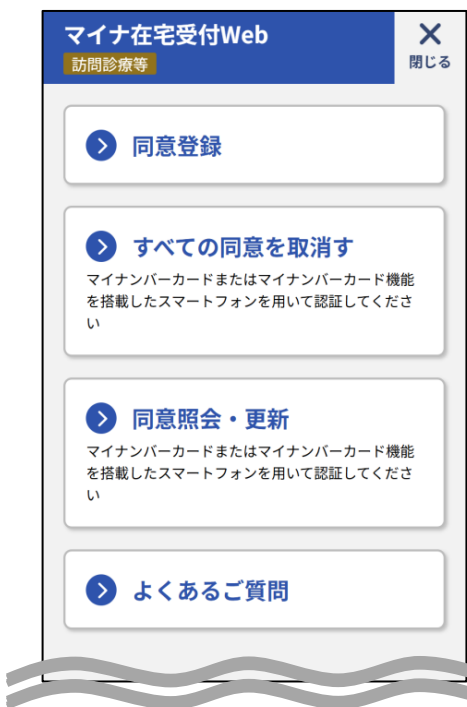 マイナ在宅受付Web
訪問診療等
閉じる
同意登録
すべての同意を取消す
マイナンバーカードまたはマイナンバーカード機能
を搭載したスマートフォンを用いて認証してくださ
い
同意照会・更新
マイナンバーカードまたはマイナンバーカード機能
を搭載したスマートフォンを用いて認証してくださ
い
よくあるご質問